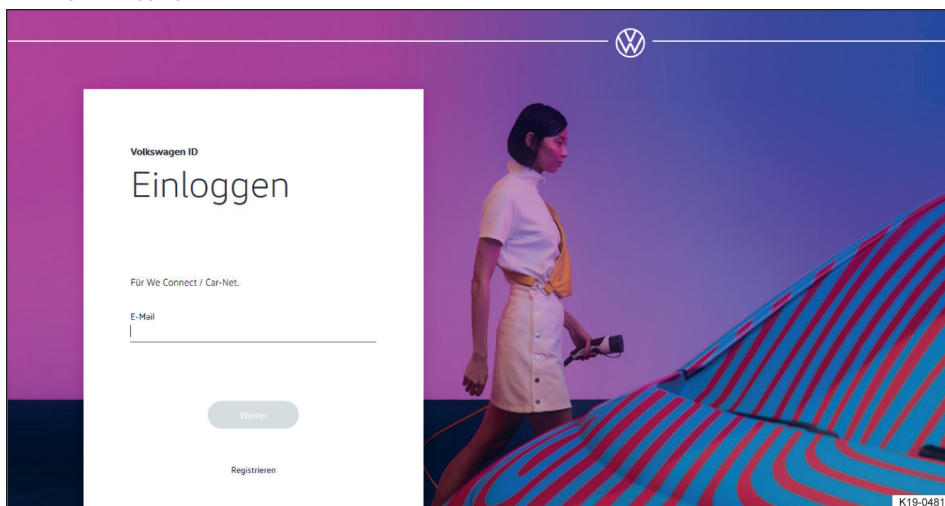 Volkswagen ID
Einloggen
Für We Connect / Car-Net.
E-Mail
Weiter
Registrieren
K19-0481